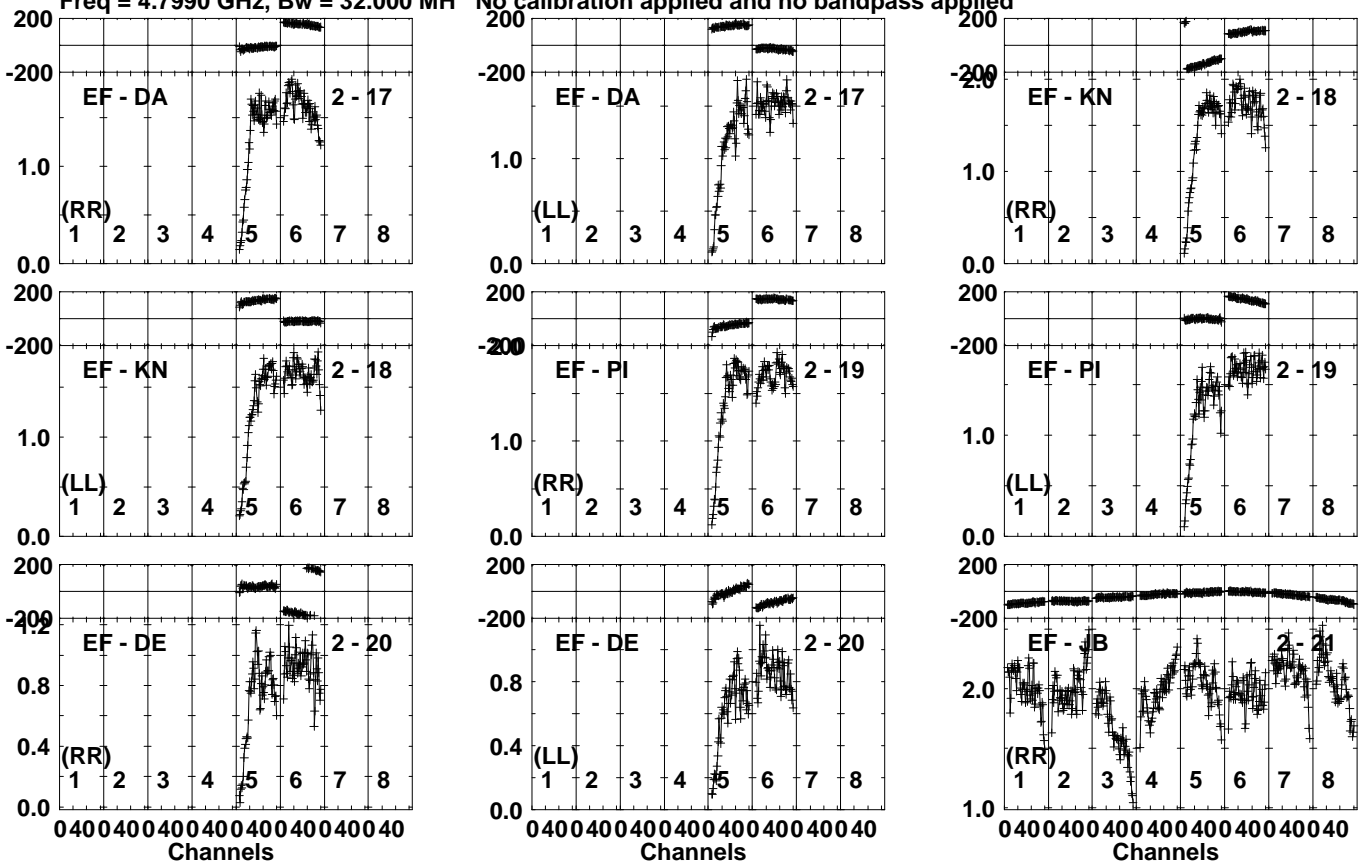 Freq = 4.7990 GHz, Bw = 32.000 MH No calibration applied and no bandpass applied
200 200 200
-200 -200 -200 2.0
EF - DA 2 - 17 EF - DA 2 - 17 EF - KN 2 - 18
1.0 1.0 1.0
(RR) (LL) (RR)
1 2 3 4 5 6 7 8 1 2 3 4 5 6 7 8 1 2 3 4 5 6 7 8
0.0 0.0 0.0
200 200 200
-200 -200 2.0 -200
EF - KN 2 - 18 EF - PI 2 - 19 EF - PI 2 - 19
1.0 1.0 1.0
(LL) (RR) (LL)
1 2 3 4 5 6 7 8 1 2 3 4 5 6 7 8 1 2 3 4 5 6 7 8
0.0 0.0 0.0
200 200 200
-200 1.2 -200 -200
EF - DE 2 - 20 EF - DE 2 - 20 EF - JB 2 - 21
0.8 0.8 2.0
0.4 0.4
(RR) (LL) (RR)
1 2 3 4 5 6 7 8 1 2 3 4 5 6 7 8 1 2 3 4 5 6 7 8
0.0 0.0 1.0
0 40 0 40 0 40 0 40 0 40 0 40 0 40 0 40 0 40 0 40 0 40 0 40 0 40 0 40 0 40 0 40 0 40 0 40 0 40 0 40 0 40 0 40 0 40 0 40
Channels Channels Channels